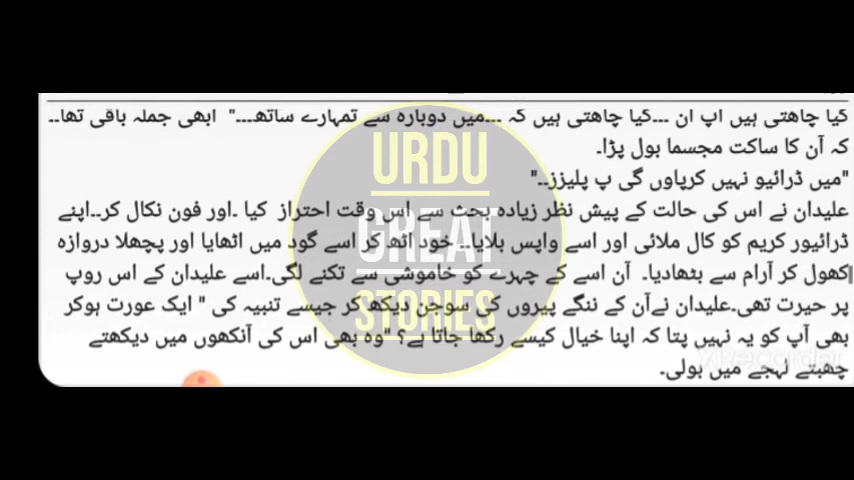 کیا چاھتی ہیں آپ آن ---کیا چاھتی ہیں کہ ---میں دوبارہ سے تمہارے ساتھ---" ابھی جملہ باقی تھا--
کہ آن کا ساکت مجسما بول پڑا۔
"میں ڈرائیو نہیں کرپاوں گی پ پلیزز--"
علیدان نے اس کی حالت کے پیش نظر زیادہ بحث سے اس وقت احتراز کیا ۔اور فون نکال کر--اپنے
ڈرائیور کریم کو کال ملائی اور اسے واپس بلایا-- خود اٹھ کر اسے گود میں اٹھایا اور پچھلا دروازہ
کھول کر آرام سے بٹھادیا۔ آن اسے کے چہرے کو خاموشی سے تکنے لگی۔اسے علیدان کے اس روپ
پر حیرت تھی۔علیدان نےآن کے ننگے پیروں کی سوجن دیکھ کر جیسے تنبیہ کی " ایک عورت ہوکر
بھی آپ کو یہ نہیں پتا کہ اپنا خیال کیسے رکھا جاتا ہے؟ "وہ بھی اس کی آنکھوں میں دیکھتے
چھبتے لہجے میں بولی۔
URDU
GREAT
STORIES
XRecorder